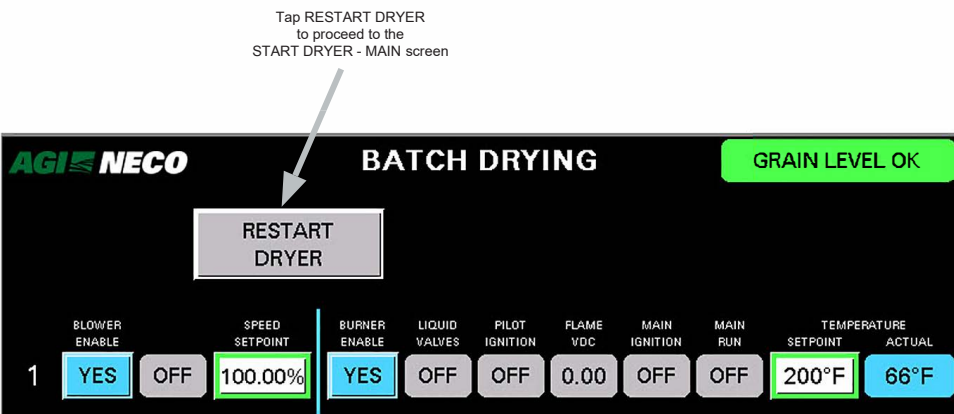 Tap RESTART DRYER
to proceed to the
START DRYER - MAIN screen
AGI NECO
BATCH DRYING
GRAIN LEVEL OK
RESTART
DRYER
BLOWER SPEED BURNER LIQUID PILOT FLAME MAIN MAIN TEMPERATURE
ENABLE SETPOINT ENABLE VALVES IGNITION VDC IGNITION RUN SETPOINT ACTUAL
1 YES OFF 100.00% YES OFF OFF 0.00 OFF OFF 200°F 66°F